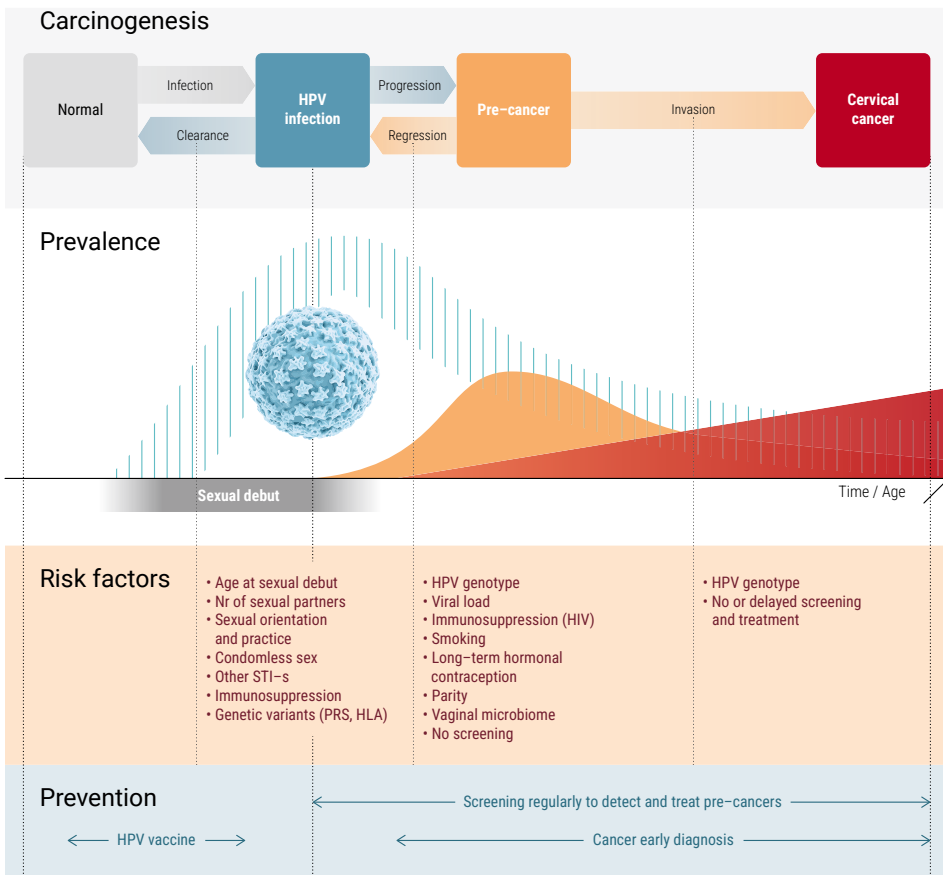 Carcinogenesis
Normal
Infection
Clearance
HPV
infection
Progression
Regression
Pre–cancer
Invasion
Cervical
cancer
Prevalence
Sexual debut
Time / Age
Risk factors
• Age at sexual debut
• Nr of sexual partners
• Sexual orientation
and practice
• Condomless sex
• Other STI–s
• Immunosuppression
• Genetic variants (PRS, HLA)
• HPV genotype
• Viral load
• Immunosuppression (HIV)
• Smoking
• Long–term hormonal
contraception
• Parity
• Vaginal microbiome
• No screening
• HPV genotype
• No or delayed screening
and treatment
Prevention
Screening regularly to detect and treat pre–cancers
HPV vaccine
Cancer early diagnosis